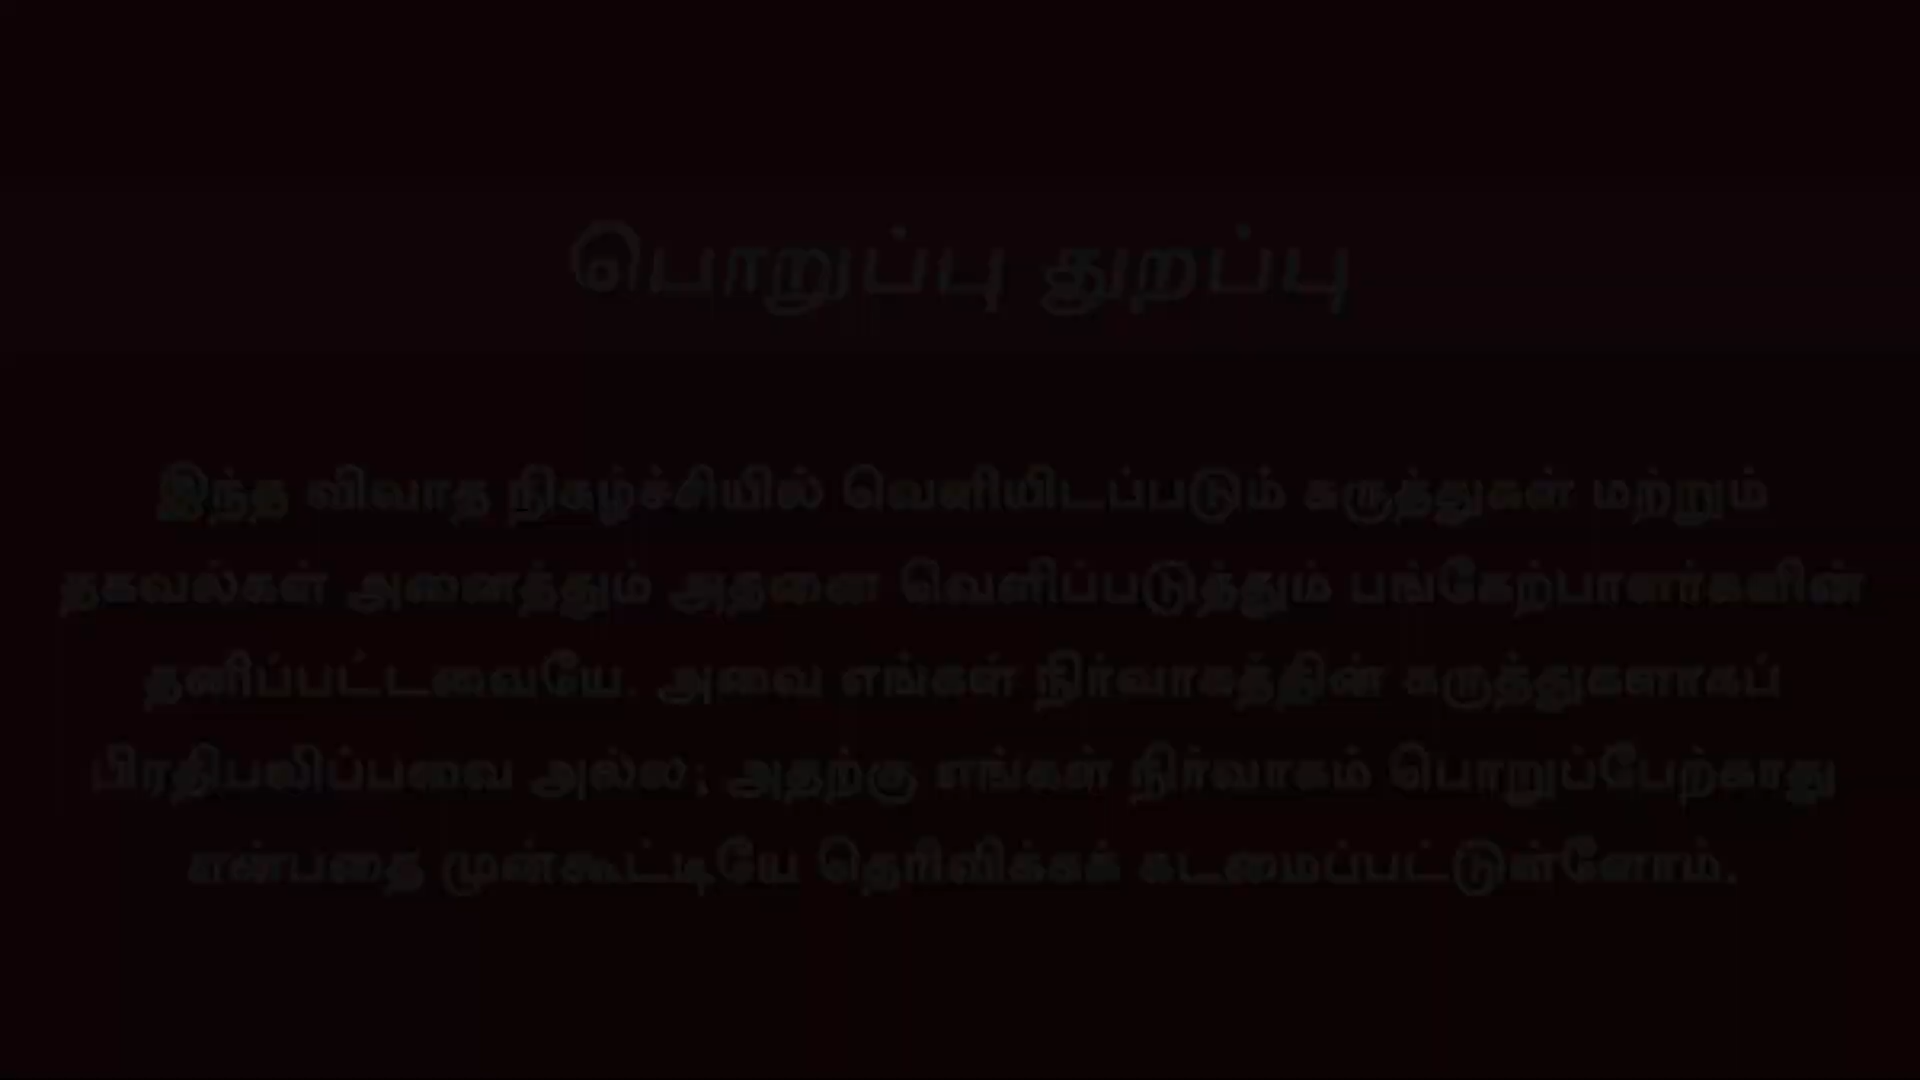 பொறுப்பு துறப்பு
இந்த விவாத நிகழ்ச்சியில் வெளியிடப்படும் கருத்துகள் மற்றும்
தகவல்கள் அனைத்தும் அதனை வெளிப்படுத்தும் பங்கேற்பாளர்களின்
தனிப்பட்டவையே. அவை எங்கள் நிர்வாகத்தின் கருத்துகளாகப்
பிரதிபலிப்பவை அல்ல; அதற்கு எங்கள் நிர்வாகம் பொறுப்பேற்காது
என்பதை முன்கூட்டியே தெரிவிக்கக் கடமைப்பட்டுள்ளோம்.